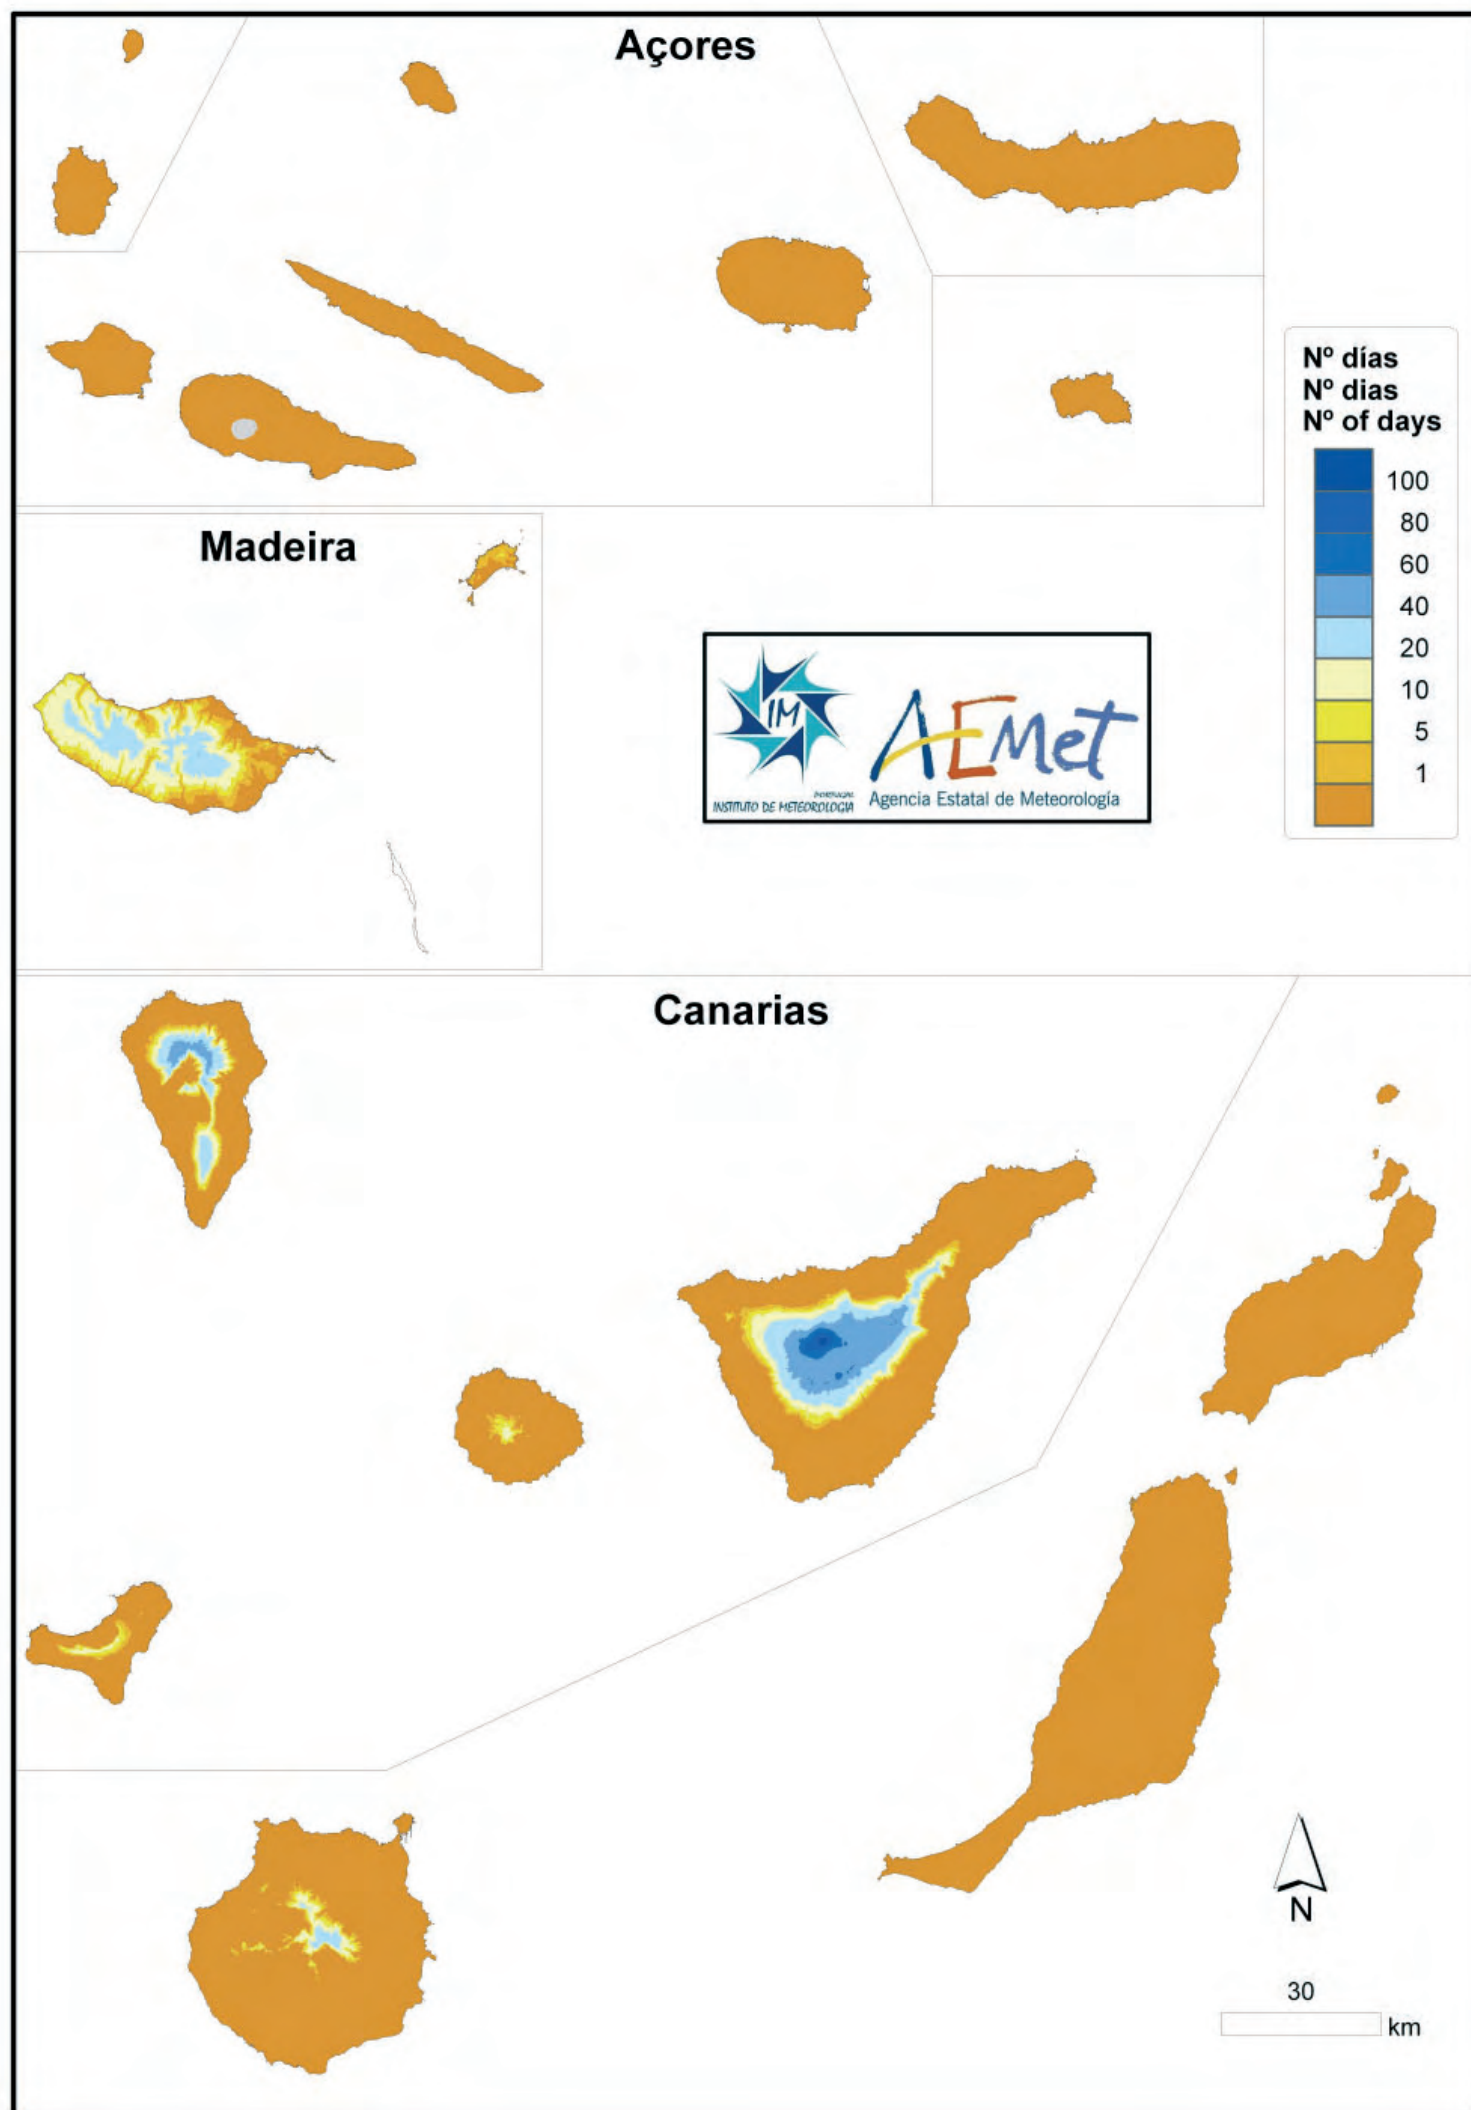 Açores
Nº días
Nº dias
Nº of days
100
80
60
40
20
10
5
1
Madeira
IM
PORTUGAL
INSTITUTO DE METEOROLOGIA
AEMet
Agencia Estatal de Meteorología
Canarias
N
30
km